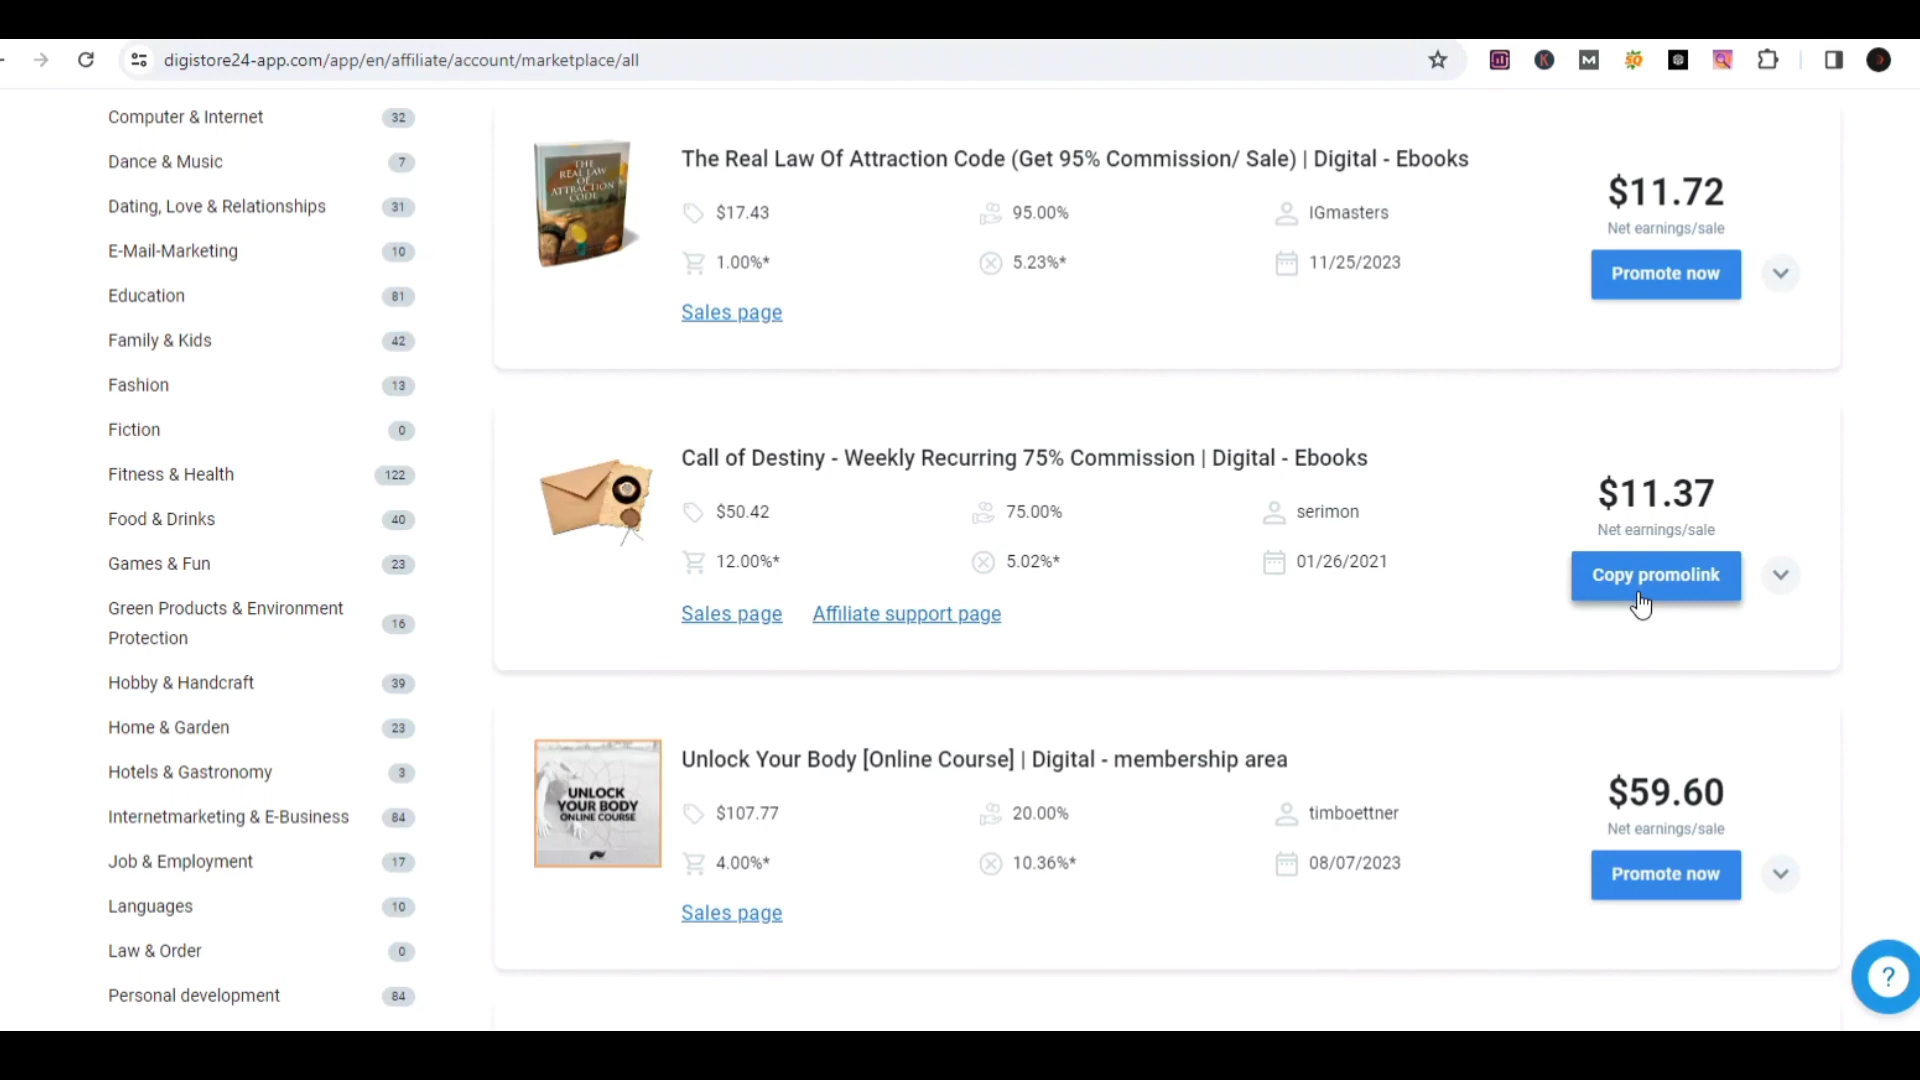 digistore24-app.com/app/en/affiliate/account/marketplace/all
Computer & Internet 32
Dance & Music 7
Dating, Love & Relationships 31
E-Mail-Marketing 10
Education 81
Family & Kids 42
Fashion 13
Fiction 0
Fitness & Health 122
Food & Drinks 40
Games & Fun 23
Green Products & Environment
Protection 16
Hobby & Handcraft 39
Home & Garden 23
Hotels & Gastronomy 3
Internetmarketing & E-Business 84
Job & Employment 17
Languages 10
Law & Order 0
Personal development 84
THE
REAL LAW
OF
ATTRACTION
CODE
The Real Law Of Attraction Code (Get 95% Commission/ Sale) | Digital - Ebooks
$17.43 95.00% IGmasters
1.00%* 5.23%* 11/25/2023
Sales page
$11.72
Net earnings/sale
Promote now
Call of Destiny - Weekly Recurring 75% Commission | Digital - Ebooks
$50.42 75.00% serimon
12.00%* 5.02%* 01/26/2021
Sales page Affiliate support page
$11.37
Net earnings/sale
Copy promolink
UNLOCK
YOUR BODY
ONLINE COURSE
Unlock Your Body [Online Course] | Digital - membership area
$107.77 20.00% timboettner
4.00%* 10.36%* 08/07/2023
Sales page
$59.60
Net earnings/sale
Promote now
?